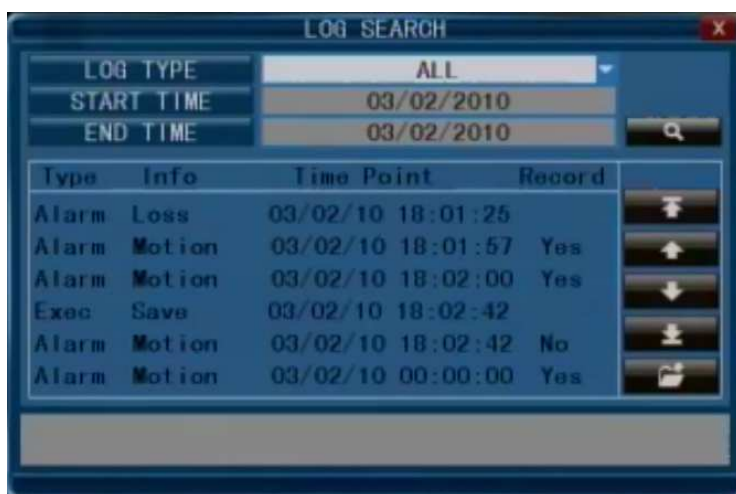 LOG SEARCH X
LOG TYPE ALL
START TIME 03/02/2010
END TIME 03/02/2010
Type Info Time Point Record
Alarm Loss 03/02/10 18:01:25
Alarm Motion 03/02/10 18:01:57 Yes
Alarm Motion 03/02/10 18:02:00 Yes
Exec Save 03/02/10 18:02:42
Alarm Motion 03/02/10 18:02:42 No
Alarm Motion 03/02/10 00:00:00 Yes